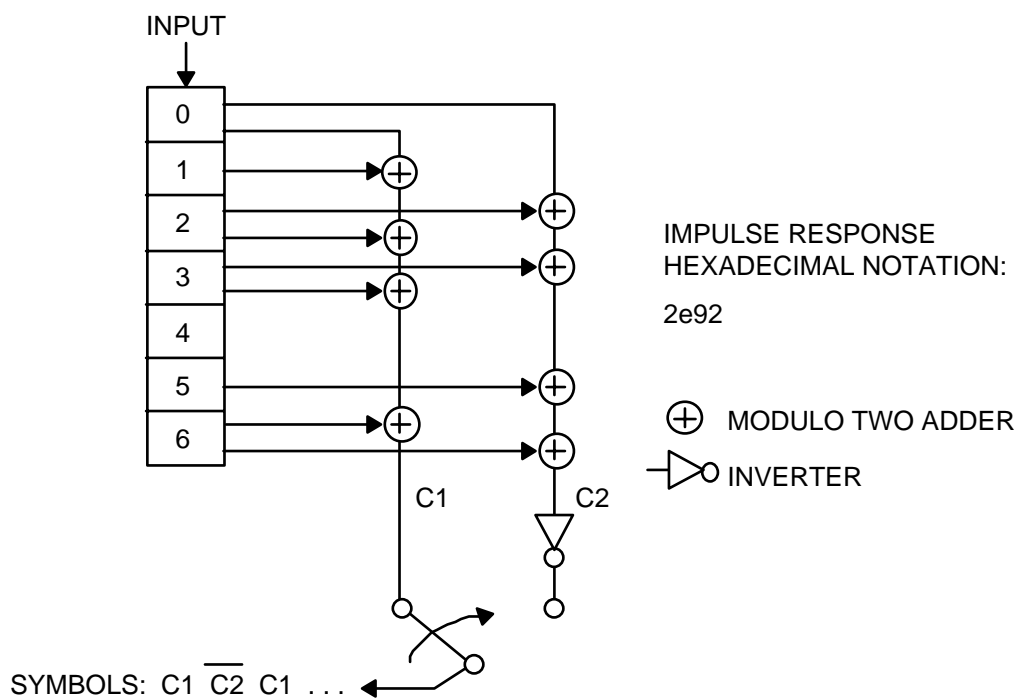 INPUT
0
1
2
3
4
5
6
IMPULSE RESPONSE
HEXADECIMAL NOTATION:
2e92
MODULO TWO ADDER
INVERTER
C1
C2
SYMBOLS: C1 C̅2̅ C1 . . .